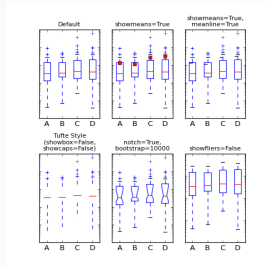 Default
showmeans=True
showmeans=True,
meanline=True
A B C D
A B C D
A B C D
Tufte Style
(showbox=False,
showcaps=False)
notch=True,
bootstrap=10000
showfliers=False
A B C D
A B C D
A B C D